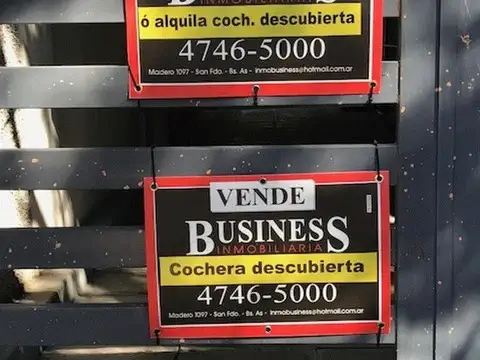 INMOBILIARIA
ó alquila coch. descubierta
4746-5000
Madero 1097 - San Fdo. - Bs. As - inmobusiness@hotmail.com.ar
VENDE
BUSINESS
INMOBILIARIA
Cochera descubierta
4746-5000
Madero 1097 - San Fdo. - Bs. As - inmobusiness@hotmail.com.ar